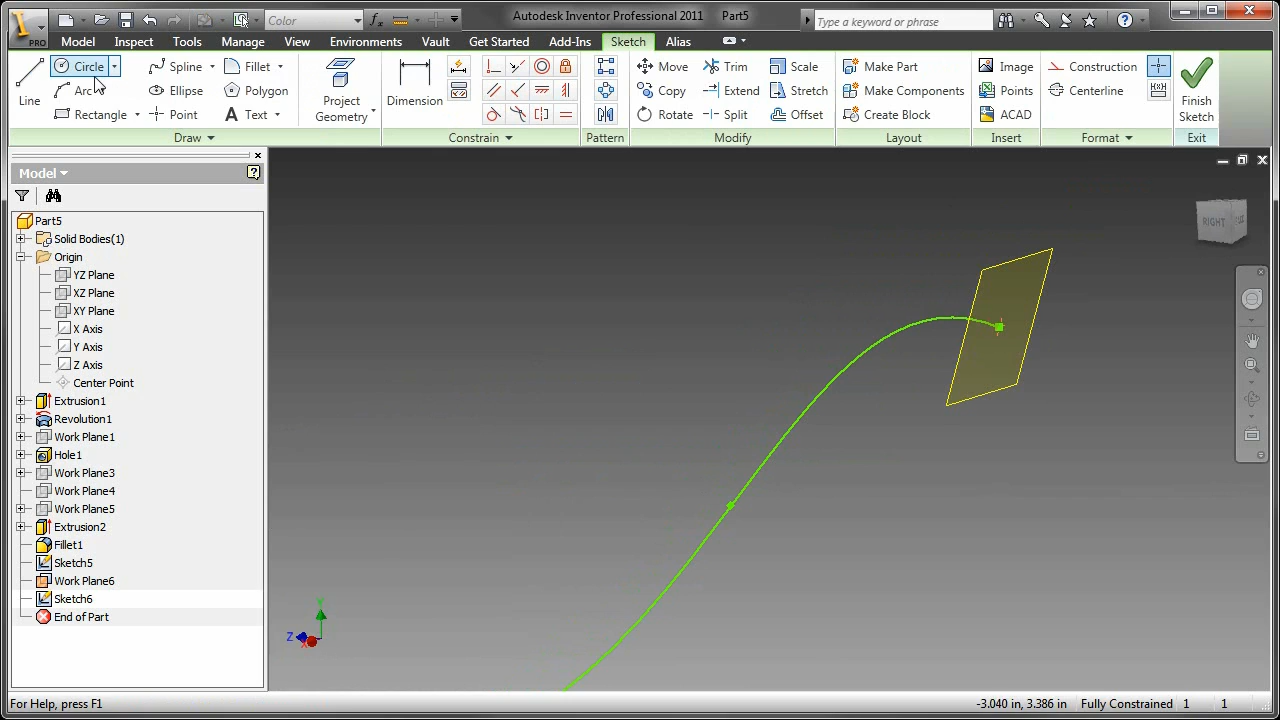 PRO
Color
Autodesk Inventor Professional 2011 Part5
Type a keyword or phrase
Model Inspect Tools Manage View Environments Vault Get Started Add-Ins Sketch Alias
Line
Circle
Arc
Rectangle
Spline
Ellipse
Point
Fillet
Polygon
Text
Draw
Project Geometry
Dimension
Constrain
Pattern
Move
Copy
Rotate
Trim
Extend
Split
Scale
Stretch
Offset
Modify
Make Part
Make Components
Create Block
Layout
Image
Points
ACAD
Insert
Construction
Centerline
Format
Finish Sketch
Exit
Model
Part5
Solid Bodies(1)
Origin
YZ Plane
XZ Plane
XY Plane
X Axis
Y Axis
Z Axis
Center Point
Extrusion1
Revolution1
Work Plane1
Hole1
Work Plane3
Work Plane4
Work Plane5
Extrusion2
Fillet1
Sketch5
Work Plane6
Sketch6
End of Part
RIGHT
Y
Z
X
For Help, press F1
-3.040 in, 3.386 in Fully Constrained 1 1